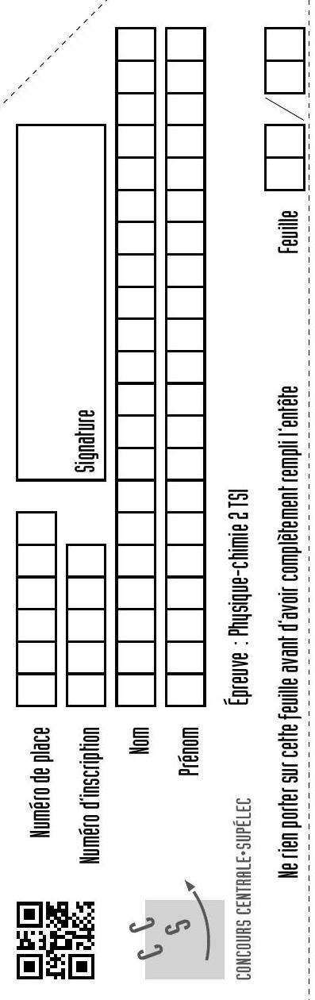 Numéro de place
Numéro d'inscription
Signature
Nom
Prénom
Épreuve : Physique-chimie 2 TSI
CONCOURS CENTRALE•SUPÉLEC
Ne rien porter sur cette feuille avant d'avoir complètement rempli l'entête
Feuille /
CCS